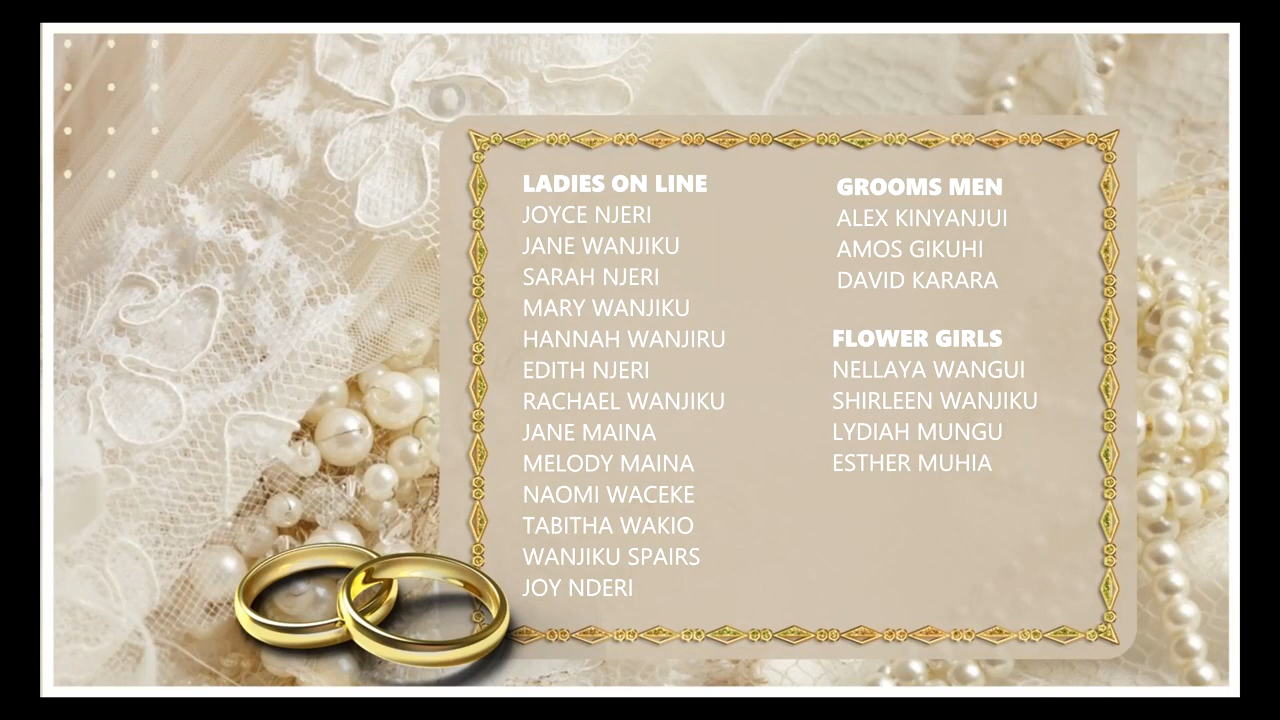 LADIES ON LINE
JOYCE NJERI
JANE WANJIKU
SARAH NJERI
MARY WANJIKU
HANNAH WANJIRU
EDITH NJERI
RACHAEL WANJIKU
JANE MAINA
MELODY MAINA
NAOMI WACEKE
TABITHA WAKIO
WANJIKU SPAIRS
JOY NDERI
GROOMS MEN
ALEX KINYANJUI
AMOS GIKUHI
DAVID KARARA
FLOWER GIRLS
NELLAYA WANGUI
SHIRLEEN WANJIKU
LYDIAH MUNGU
ESTHER MUHIA